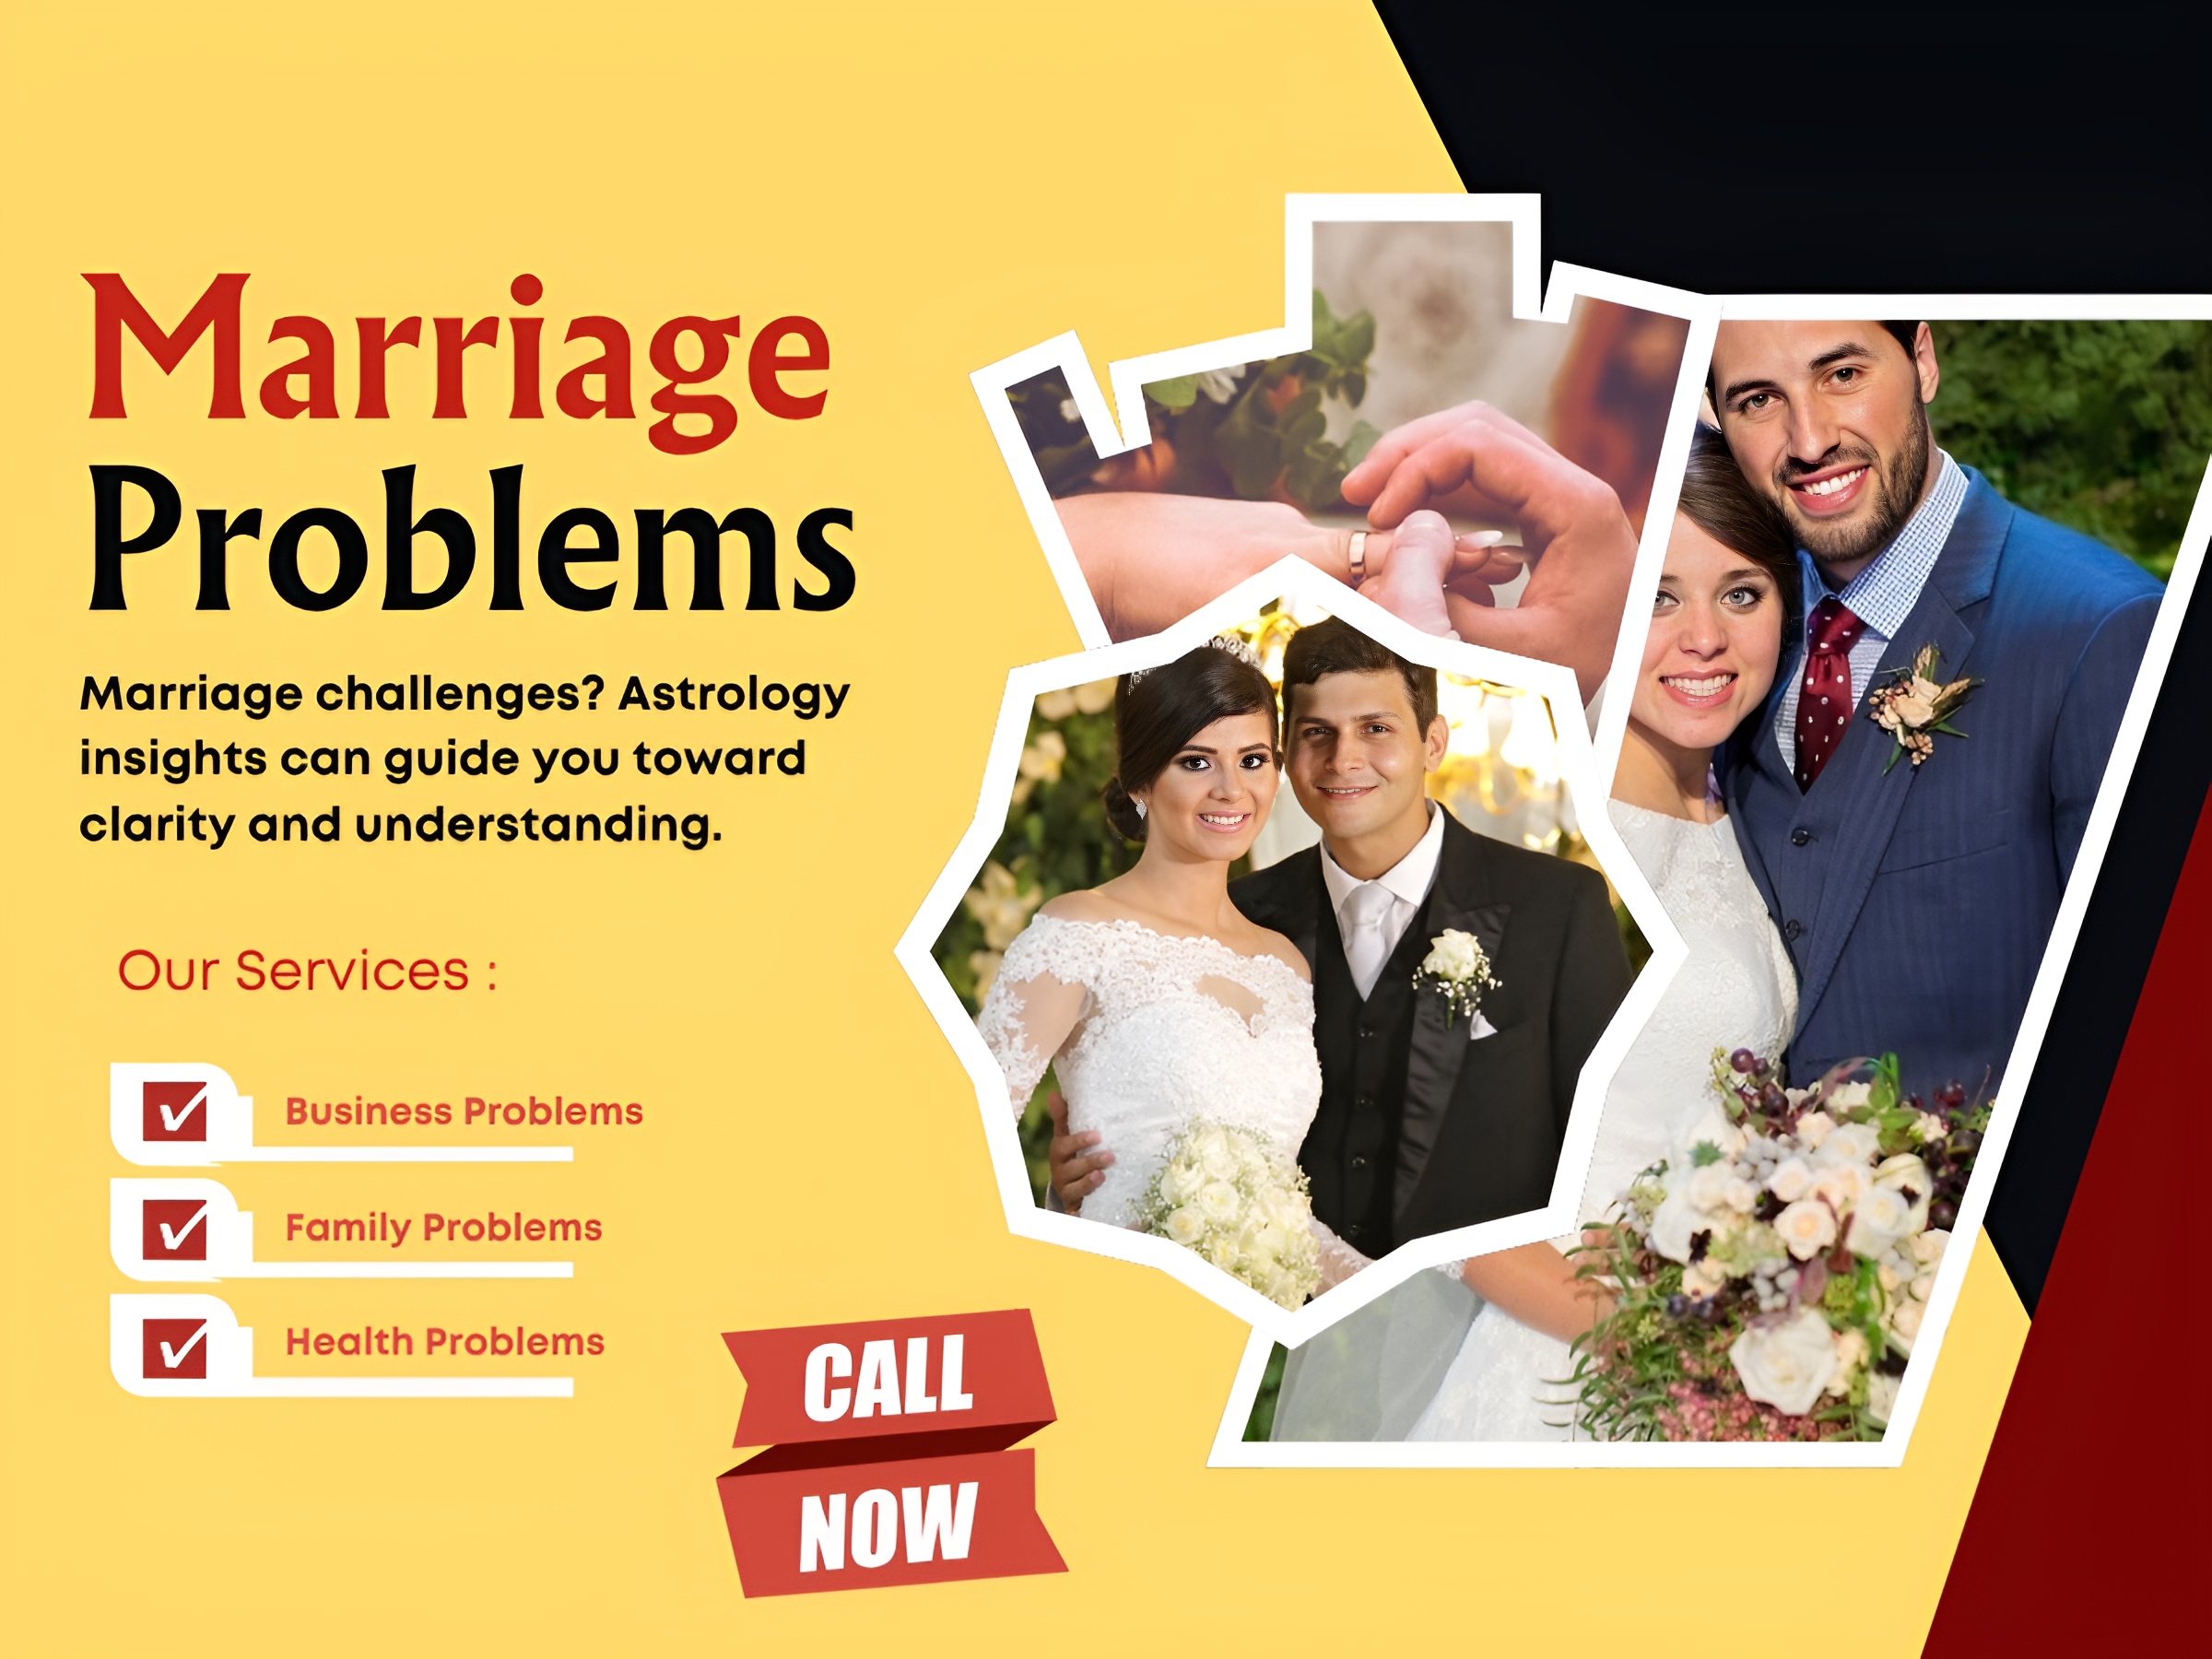 Marriage
Problems
Marriage challenges? Astrology
insights can guide you toward
clarity and understanding.
Our Services :
Business Problems
Family Problems
Health Problems
CALL
NOW